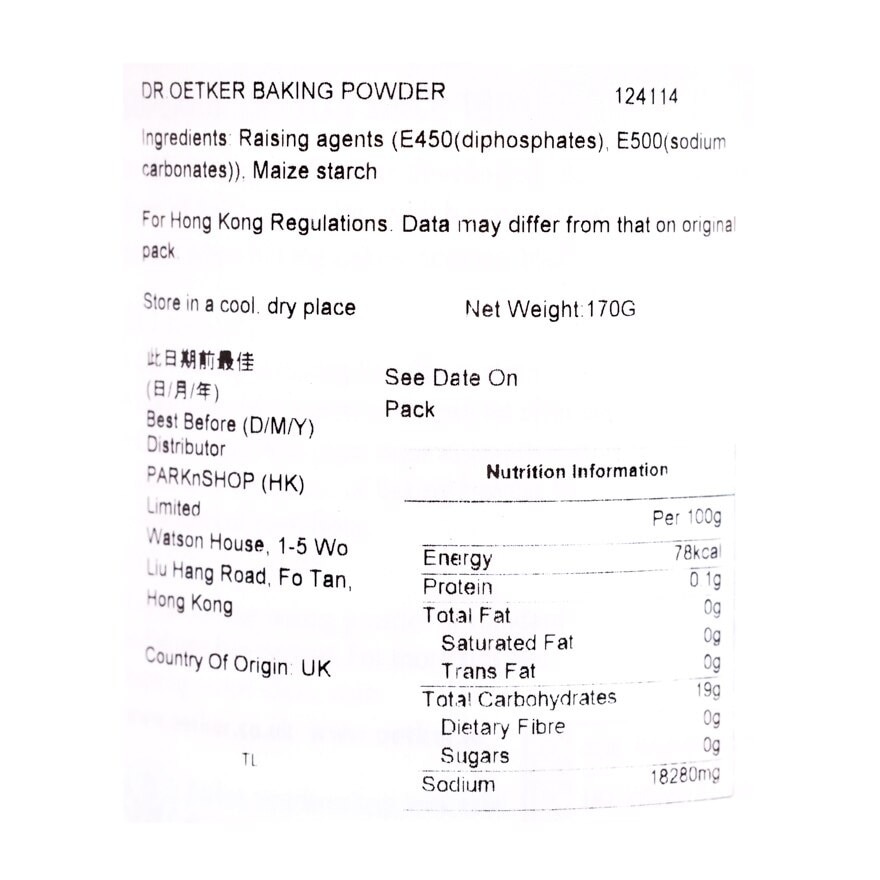 DR.OETKER BAKING POWDER 124114
Ingredients: Raising agents (E450(diphosphates), E500(sodium
carbonates)). Maize starch
For Hong Kong Regulations. Data may differ from that on original
pack.
Store in a cool. dry place Net Weight:170G
此日期前最佳
(日/月/年)
Best Before (D/M/Y)
See Date On
Pack
Distributor
PARKnSHOP (HK)
Limited
Watson House, 1-5 Wo
Liu Hang Road, Fo Tan,
Hong Kong
Country Of Origin: UK
TL
Nutrition Information
Per 100g
Energy 78kcal
Protein 0.1g
Total Fat 0g
Saturated Fat 0g
Trans Fat 0g
Total Carbohydrates 19g
Dietary Fibre 0g
Sugars 0g
Sodium 18280mg